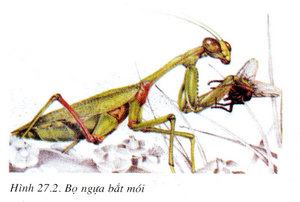 Hình 27.2. Bọ ngựa bắt mồi